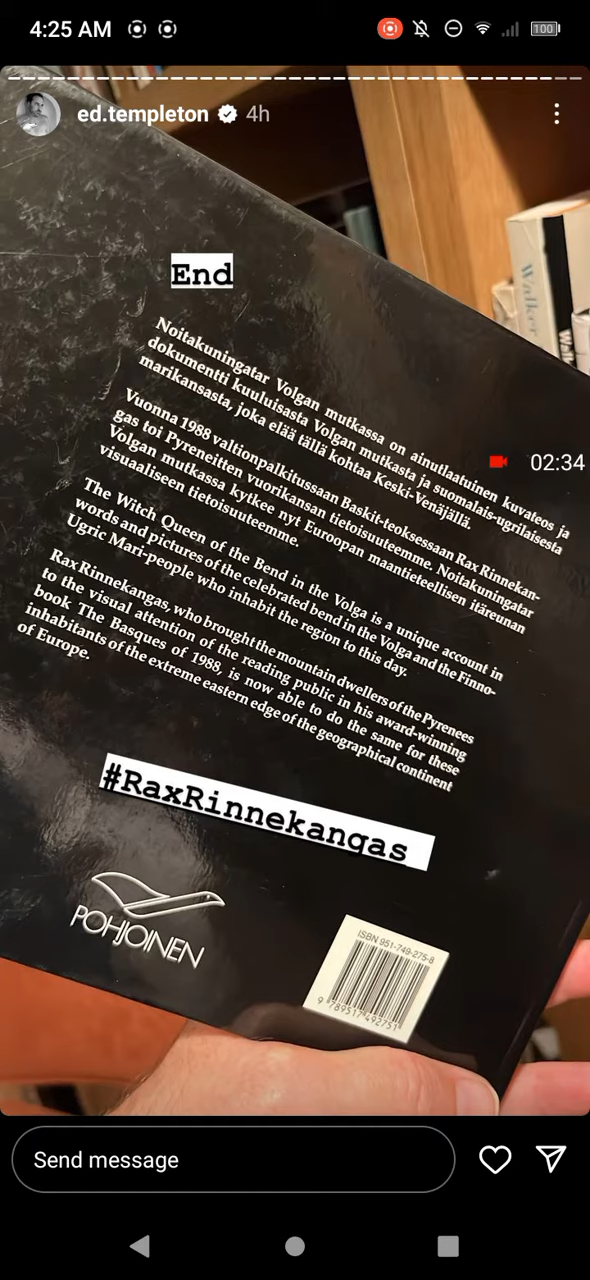 4:25 AM
100
ed.templeton 4h
End
Noitakuningatar Volgan mutkassa on ainutlaatuinen kuvateos ja
dokumentti kuuluisasta Volgan mutkasta ja suomalais-ugrilaisesta
marikansasta, joka elää tällä kohtaa Keski-Venäjällä.
02:34
Vuonna 1988 valtionpalkitussaan Baskit-teoksessaan Rax Rinnekan-
gas toi Pyreneitten vuorikansan tietoisuuteemme. Noitakuningatar
Volgan mutkassa kytkee nyt Euroopan maantieteellisen itäreunan
visuaaliseen tietoisuuteemme.
The Witch Queen of the Bend in the Volga is a unique account in
words and pictures of the celebrated bend in the Volga and the Finno-
Ugric Mari-people who inhabit the region to this day.
Rax Rinnekangas, who brought the mountain dwellers of the Pyrenees
to the visual attention of the reading public in his award-winning
book The Basques of 1988, is now able to do the same for these
inhabitants of the extreme eastern edge of the geographical continent
of Europe.
#RaxRinnekangas
POHJOINEN
ISBN 951-749-275-8
9 789517 492751
Send message